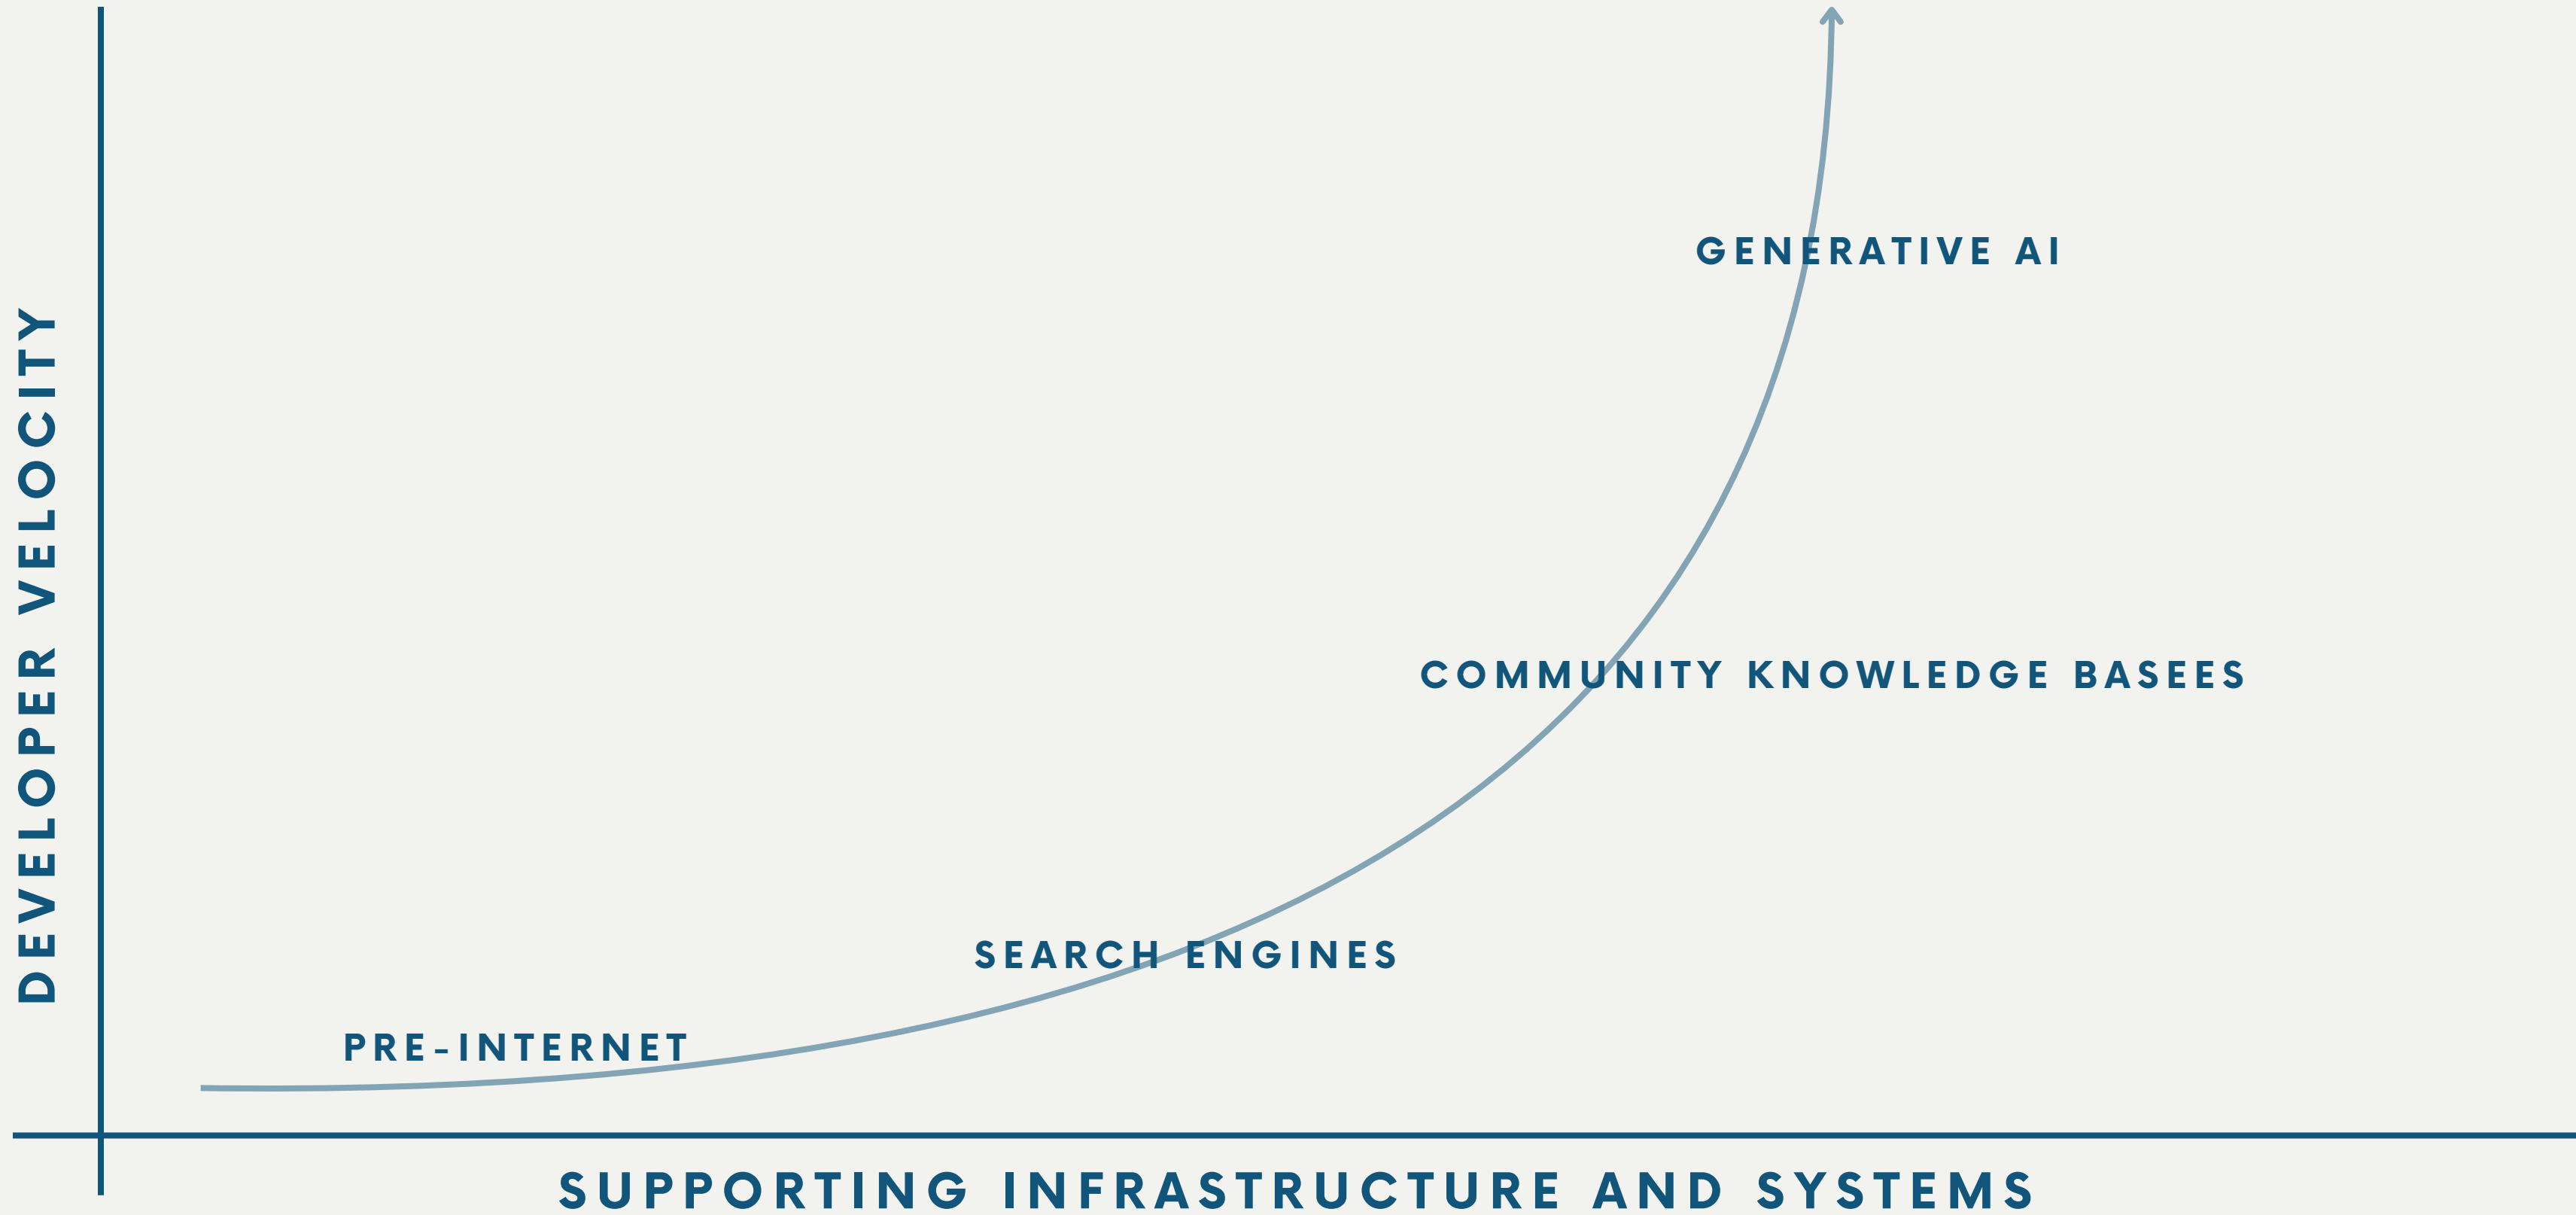 GENERATIVE AI
DEVELOPER VELOCITY
COMMUNITY KNOWLEDGE BASEES
SEARCH ENGINES
PRE-INTERNET
SUPPORTING INFRASTRUCTURE AND SYSTEMS